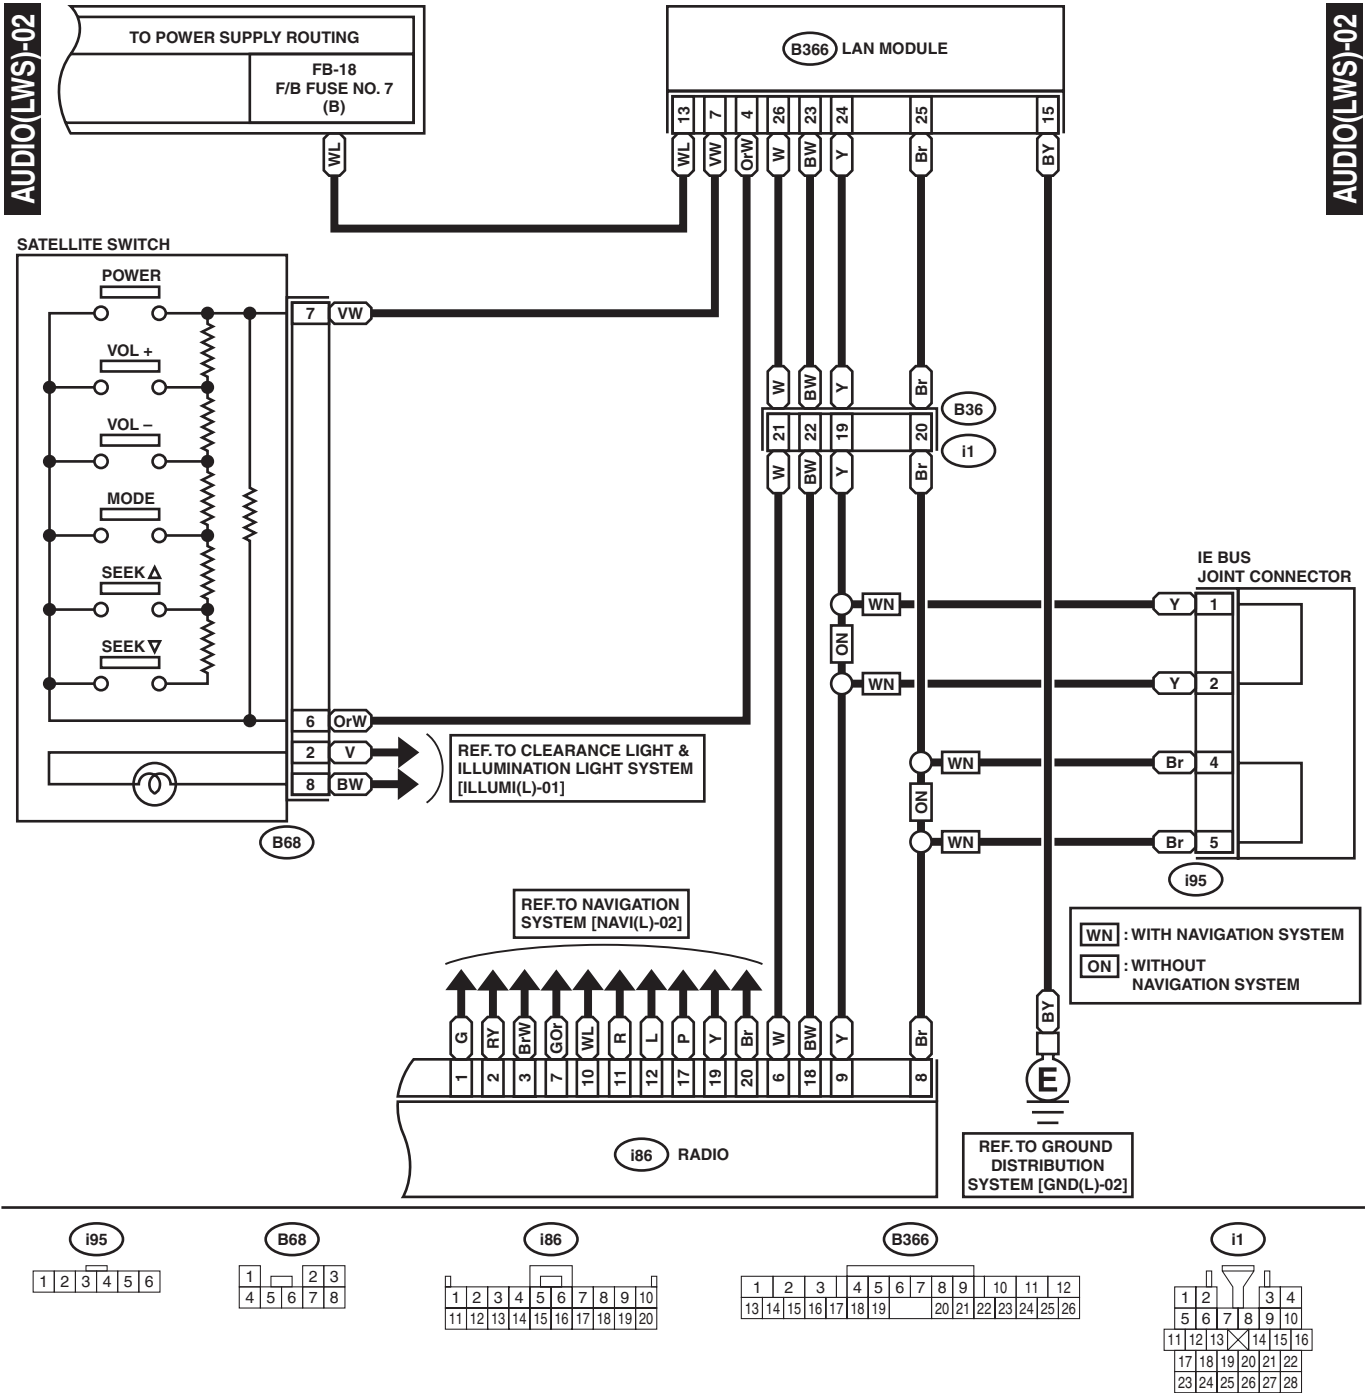 AUDIO(LWS)-02
AUDIO(LWS)-02
TO POWER SUPPLY ROUTING
FB-18
F/B FUSE NO. 7
(B)
B366 LAN MODULE
13 7 4 26 23 24 25 15
WL
WL VW OrW W BW Y Br BY
SATELLITE SWITCH
POWER
7 VW
VOL +
VOL –
MODE
SEEK △
SEEK ▽
6 OrW
2 V
8 BW
REF. TO CLEARANCE LIGHT &
ILLUMINATION LIGHT SYSTEM
[ILLUMI(L)-01]
B68
W BW Y Br
B36
21 22 19 20
i1
W BW Y Br
IE BUS
JOINT CONNECTOR
WN Y 1
ON
WN Y 2
WN Br 4
ON
WN Br 5
i95
WN : WITH NAVIGATION SYSTEM
ON : WITHOUT
NAVIGATION SYSTEM
REF.TO NAVIGATION
SYSTEM [NAVI(L)-02]
G RY BrW GOr WL R L P Y Br W BW Y Br
BY
1 2 3 7 10 11 12 17 19 20 6 18 9 8
E
i86 RADIO
REF. TO GROUND
DISTRIBUTION
SYSTEM [GND(L)-02]
i95
1 2 3 4 5 6
B68
1 2 3
4 5 6 7 8
i86
1 2 3 4 5 6 7 8 9 10
11 12 13 14 15 16 17 18 19 20
B366
1 2 3 4 5 6 7 8 9 10 11 12
13 14 15 16 17 18 19 20 21 22 23 24 25 26
i1
1 2 3 4
5 6 7 8 9 10
11 12 13 14 15 16
17 18 19 20 21 22
23 24 25 26 27 28